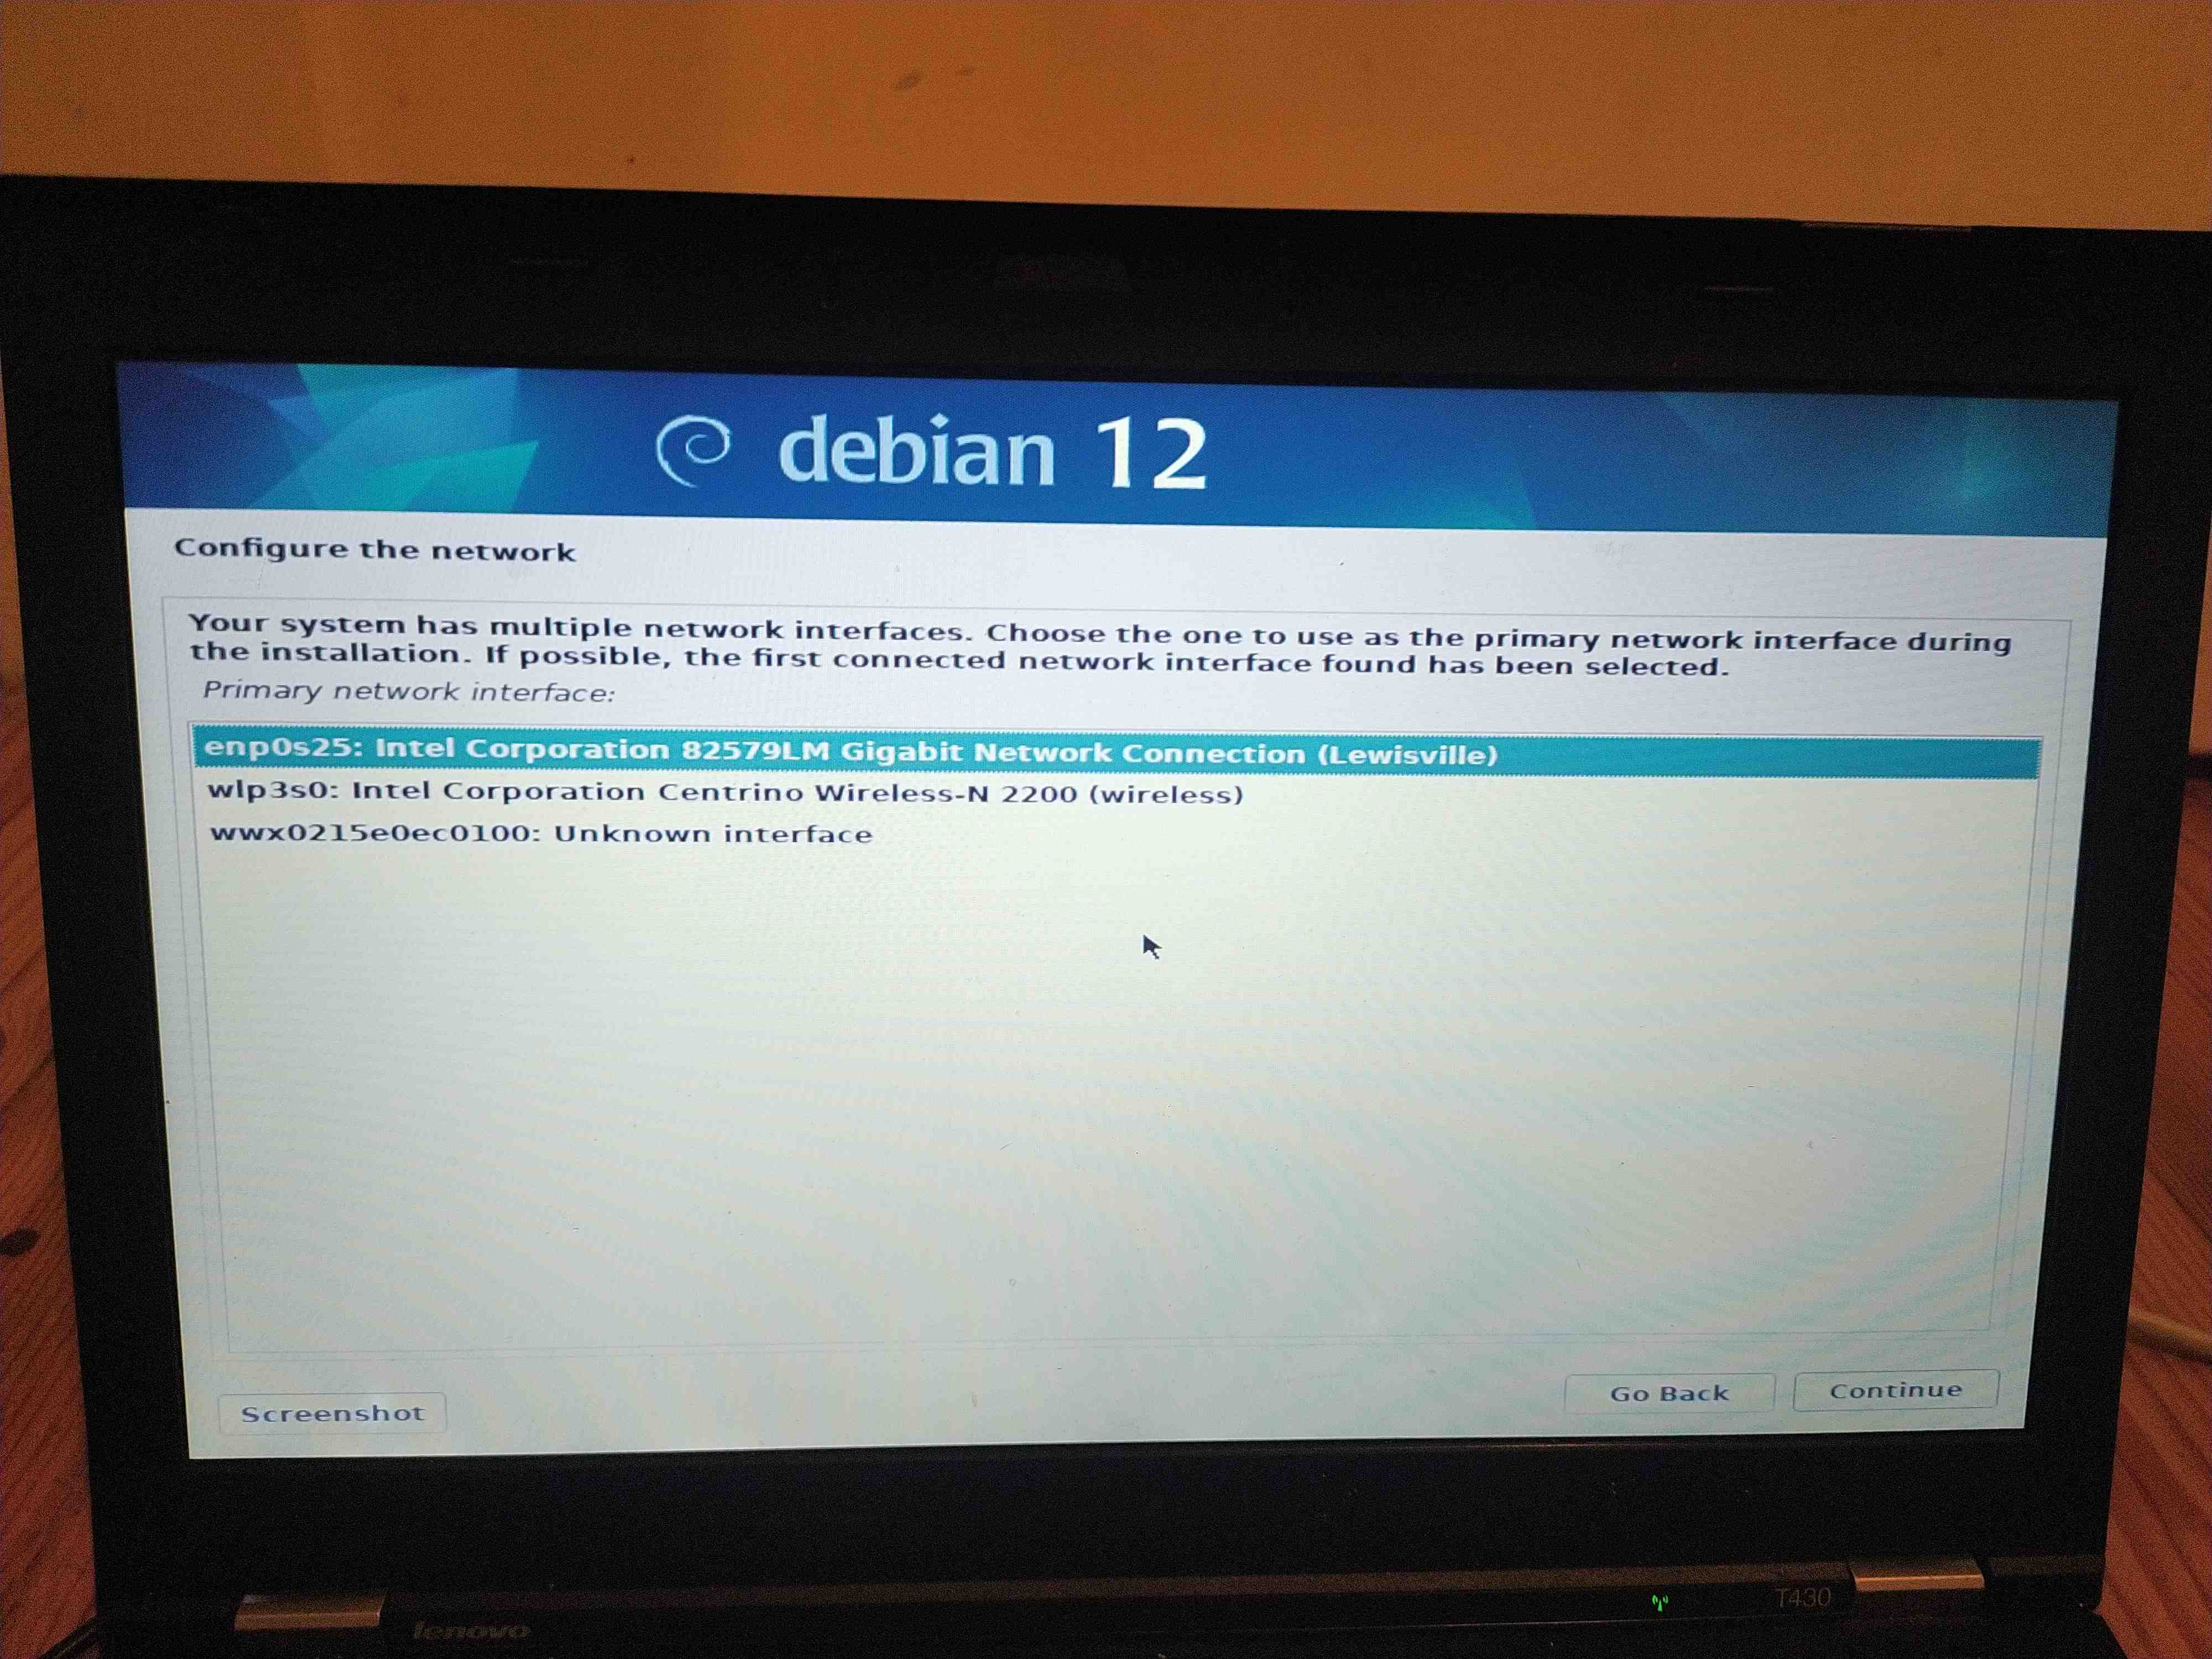 debian 12
Configure the network
Your system has multiple network interfaces. Choose the one to use as the primary network interface during
the installation. If possible, the first connected network interface found has been selected.
Primary network interface:
enp0s25: Intel Corporation 82579LM Gigabit Network Connection (Lewisville)
wlp3s0: Intel Corporation Centrino Wireless-N 2200 (wireless)
wwx0215e0ec0100: Unknown interface
Screenshot
Go Back
Continue
lenovo
T430